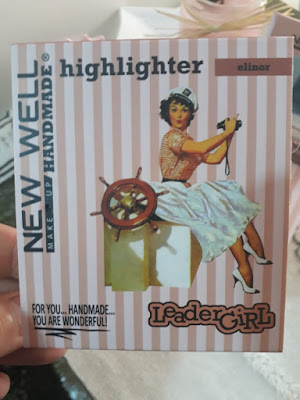 highlighter
elinor
NEW WELL
MAKE UP HANDMADE®
FOR YOU... HANDMADE...
YOU ARE WONDERFUL!
LeaderGiRL